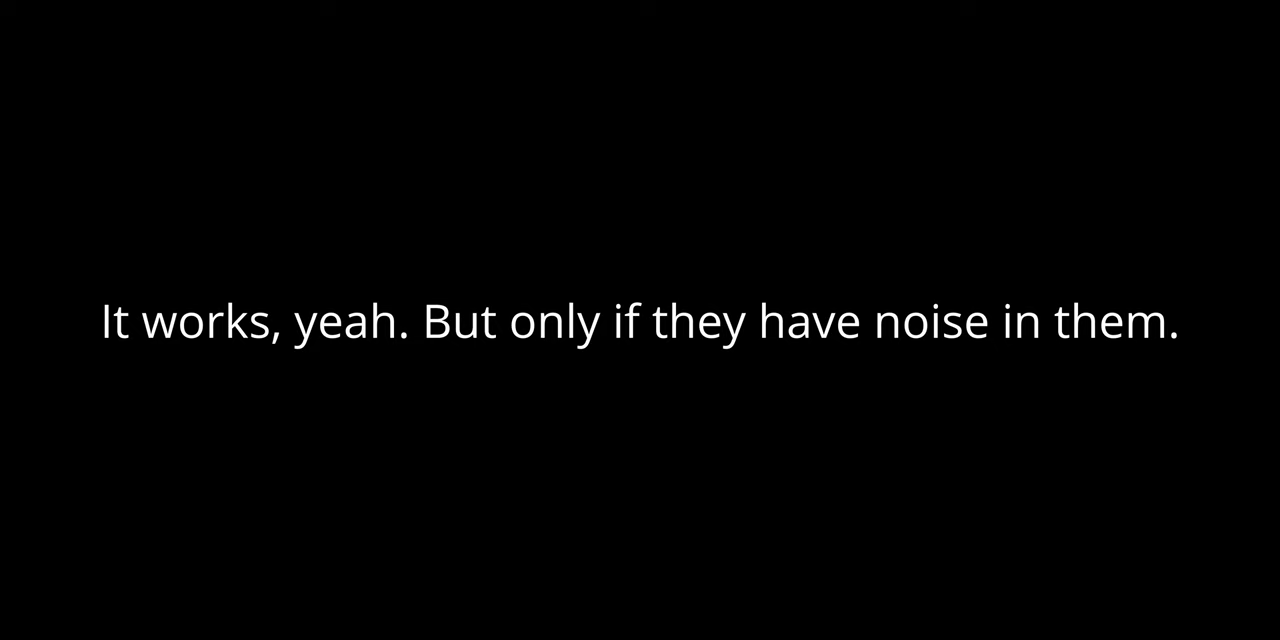 It works, yeah. But only if they have noise in them.